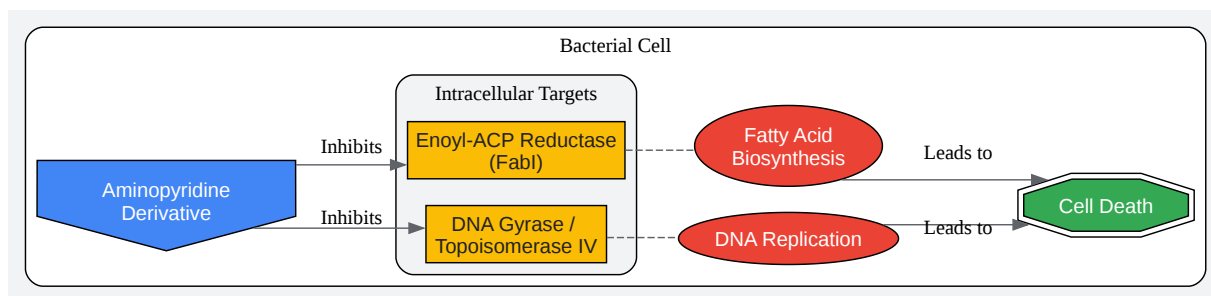 Bacterial Cell
Intracellular Targets
Inhibits
Enoyl-ACP Reductase
(FabI)
Fatty Acid
Biosynthesis
Leads to
Aminopyridine
Derivative
Inhibits
DNA Gyrase /
Topoisomerase IV
DNA Replication
Leads to
Cell Death